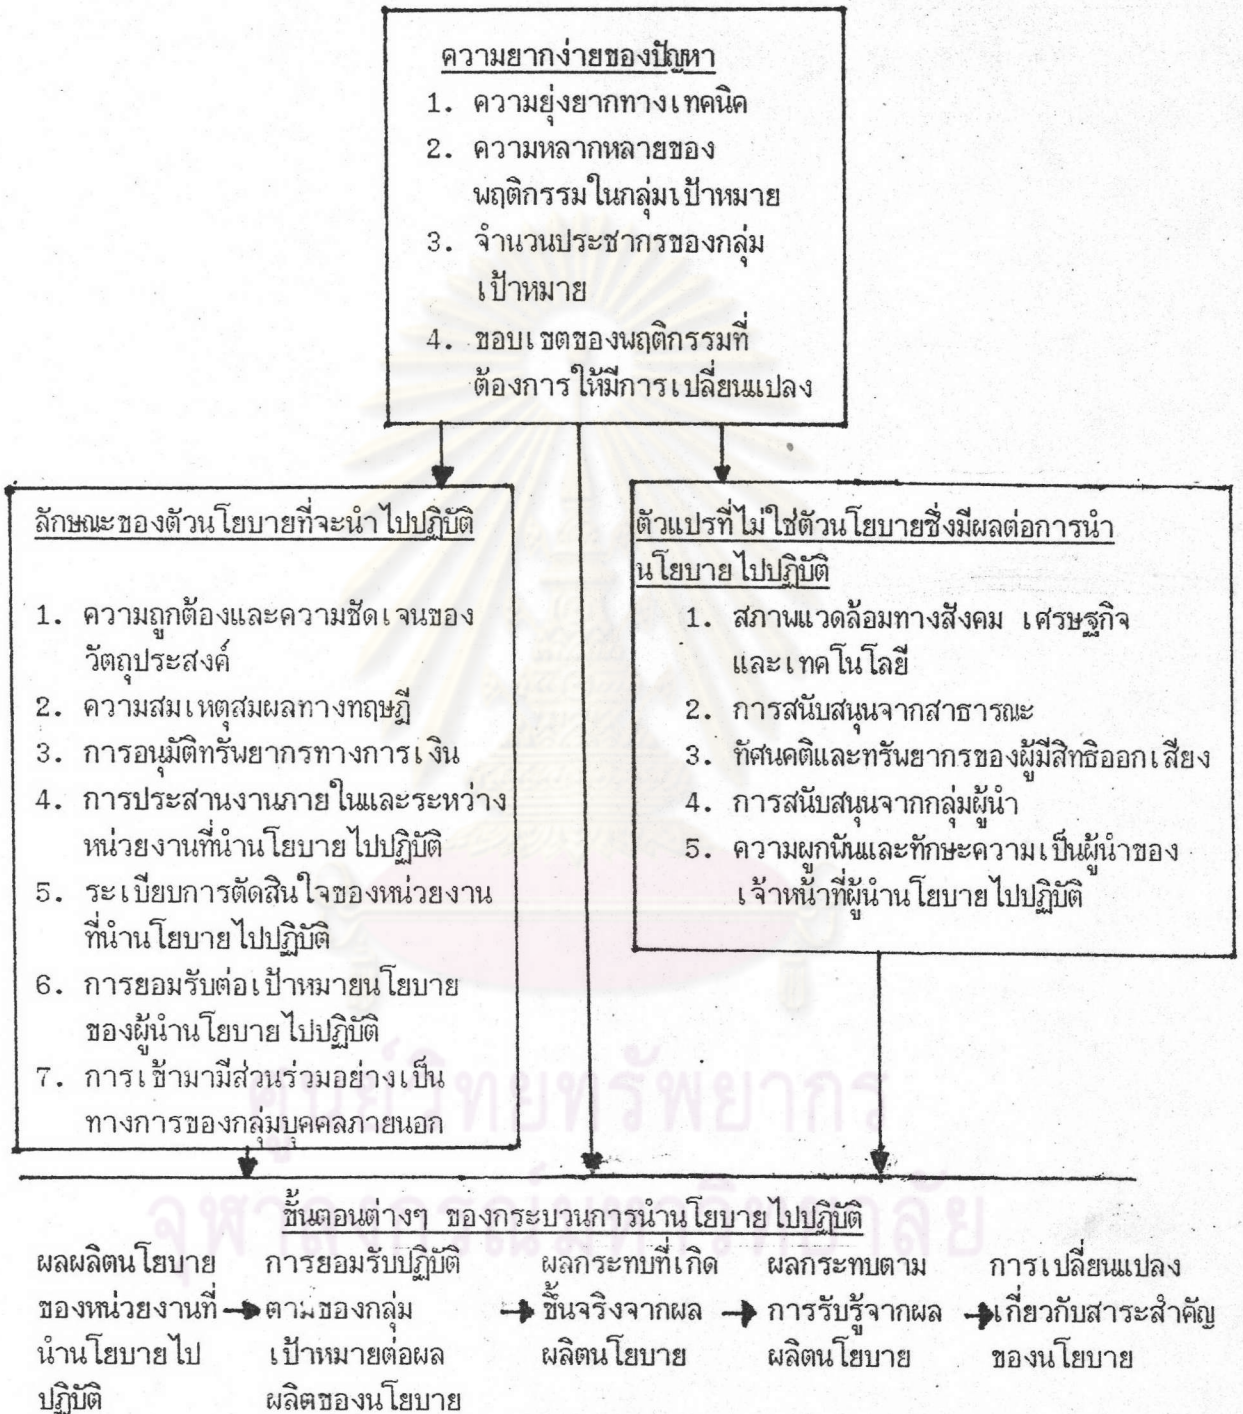 ความยากง่ายของปัญหา
1. ความยุ่งยากทางเทคนิค
2. ความหลากหลายของ
พฤติกรรมในกลุ่มเป้าหมาย
3. จำนวนประชากรของกลุ่ม
เป้าหมาย
4. ขอบเขตของพฤติกรรมที่
ต้องการให้มีการเปลี่ยนแปลง
ลักษณะของตัวนโยบายที่จะนำไปปฏิบัติ
1. ความถูกต้องและความชัดเจนของ
วัตถุประสงค์
2. ความสมเหตุสมผลทางทฤษฎี
3. การอนุมัติทรัพยากรทางการเงิน
4. การประสานงานภายในและระหว่าง
หน่วยงานที่นำนโยบายไปปฏิบัติ
5. ระเบียบการตัดสินใจของหน่วยงาน
ที่นำนโยบายไปปฏิบัติ
6. การยอมรับต่อเป้าหมายนโยบาย
ของผู้นำนโยบายไปปฏิบัติ
7. การเข้ามามีส่วนร่วมอย่างเป็น
ทางการของกลุ่มบุคคลภายนอก
ตัวแปรที่ไม่ใช่ตัวนโยบายซึ่งมีผลต่อการนำ
นโยบายไปปฏิบัติ
1. สภาพแวดล้อมทางสังคม เศรษฐกิจ
และเทคโนโลยี
2. การสนับสนุนจากสาธารณะ
3. ทัศนคติและทรัพยากรของผู้มีสิทธิออกเสียง
4. การสนับสนุนจากกลุ่มผู้นำ
5. ความผูกพันและทักษะความเป็นผู้นำของ
เจ้าหน้าที่ผู้นำนโยบายไปปฏิบัติ
ศูนย์วิทยทรัพยากร
จุฬาลงกรณ์มหาวิทยาลัย
ขั้นตอนต่างๆ ของกระบวนการนำนโยบายไปปฏิบัติ
ผลผลิตนโยบาย
ของหน่วยงานที่
นำนโยบายไป
ปฏิบัติ
การยอมรับปฏิบัติ
ตามของกลุ่ม
เป้าหมายต่อผล
ผลิตของนโยบาย
ผลกระทบที่เกิด
ขึ้นจริงจากผล
ผลิตนโยบาย
ผลกระทบตาม
การรับรู้จากผล
ผลิตนโยบาย
การเปลี่ยนแปลง
เกี่ยวกับสาระสำคัญ
ของนโยบาย